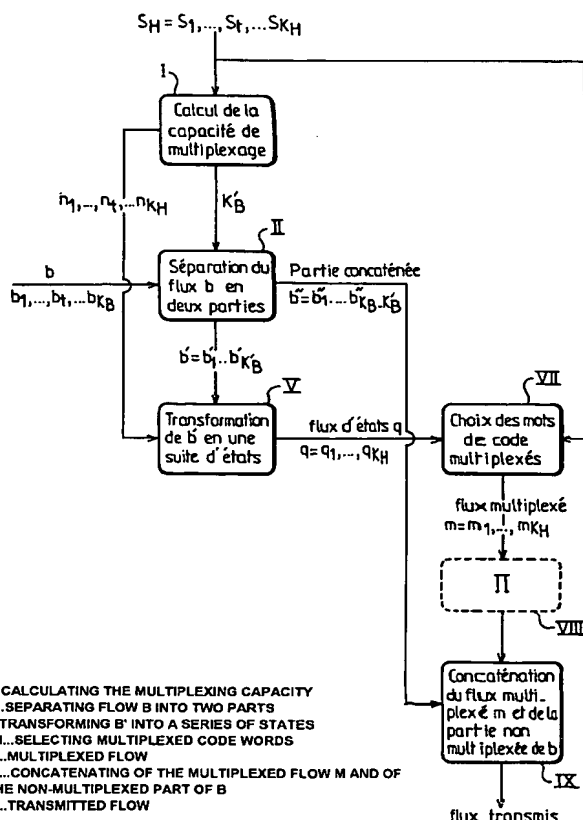 S_H = S_1,...,S_t,...S_{K_H}
I
Calcul de la
capacité de
multiplexage
n_1,...,n_t,...n_{K_H}
K'_B
II
b
b_1,...,b_t,...b_{K_B}
Séparation du
flux b en
deux parties
Partie concaténée
b''=b''_1...b''_{K_B-K'_B}
b'=b'_1..b'_{K'_B}
V
Transformation
de b' en une
suite d'états
flux d'états q
q=q_1,...,q_{K_H}
VII
Choix des mots
de code
multiplexés
flux multiplexé
m=m_1,...,m_{K_H}
Π
VIII
Concaténation
du flux multi-
plexé m et de la
partie non
multiplexée de b
IX
flux transmis
CALCULATING THE MULTIPLEXING CAPACITY
..SEPARATING FLOW B INTO TWO PARTS
TRANSFORMING B' INTO A SERIES OF STATES
I...SELECTING MULTIPLEXED CODE WORDS
..MULTIPLEXED FLOW
...CONCATENATING OF THE MULTIPLEXED FLOW M AND OF
HE NON-MULTIPLEXED PART OF B
..TRANSMITTED FLOW